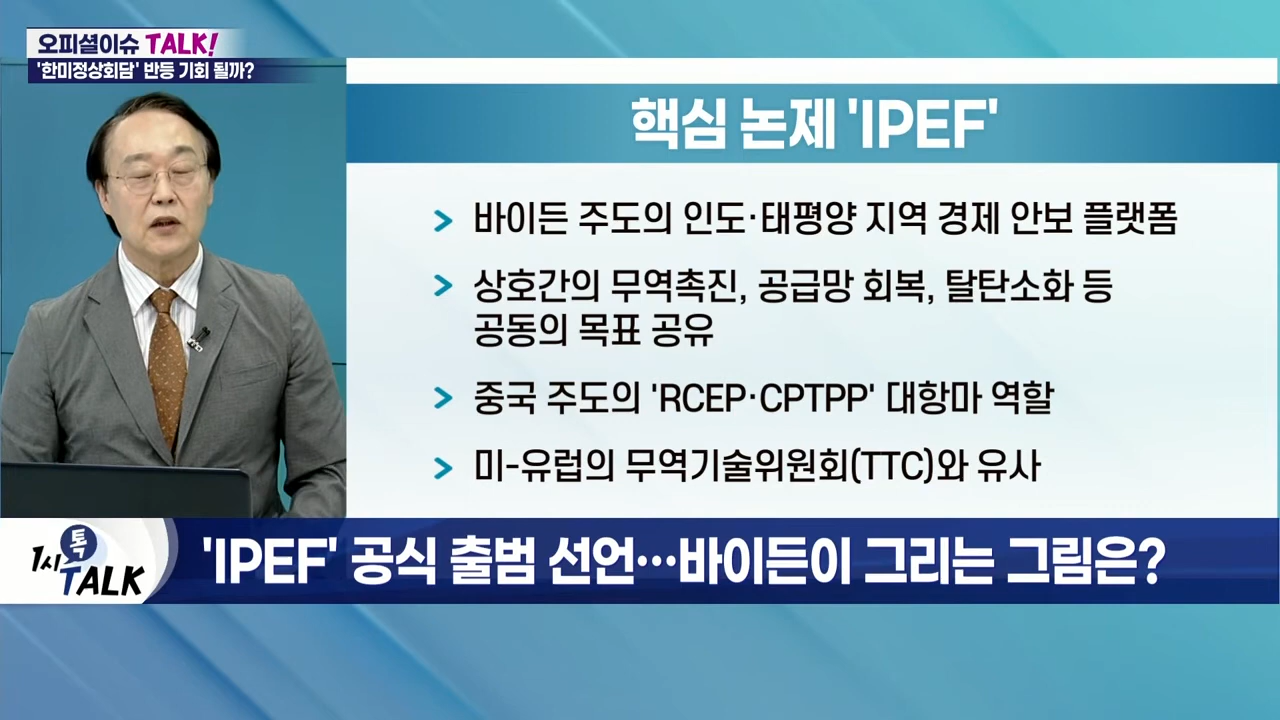 오피셜이슈 TALK!
'한미정상회담' 반등 기회 될까?
핵심 논제 'IPEF'
바이든 주도의 인도·태평양 지역 경제 안보 플랫폼
상호간의 무역촉진, 공급망 회복, 탈탄소화 등
공동의 목표 공유
중국 주도의 'RCEP·CPTPP' 대항마 역할
미-유럽의 무역기술위원회(TTC)와 유사
1시 톡
TALK
'IPEF' 공식 출범 선언…바이든이 그리는 그림은?